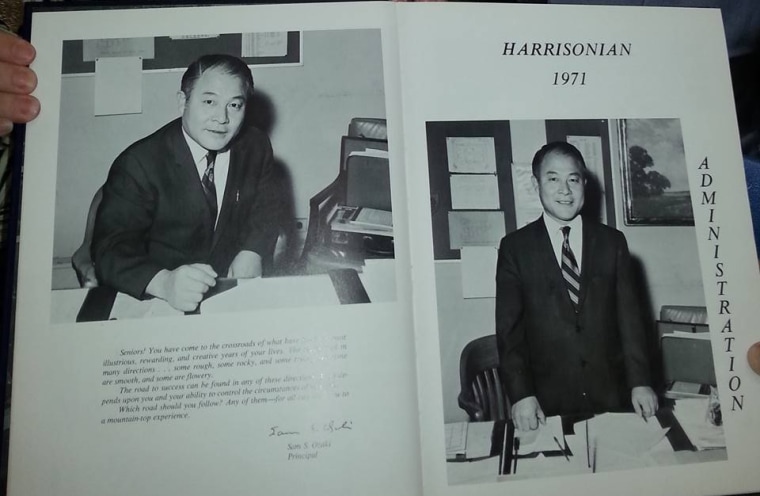 Seniors! You have come to the crossroads of what
illustrious, rewarding, and creative years of your lives.
many directions . . . some rough, some rocky, and some
are smooth, and some are flowery.
The road to success can be found in any of these
pends upon you and your ability to control the circumstances of
Which road should you follow? Any of them—for all to
a mountain-top experience.
Sam S.
Principal
HARRISONIAN
1971
ADMINISTRATION